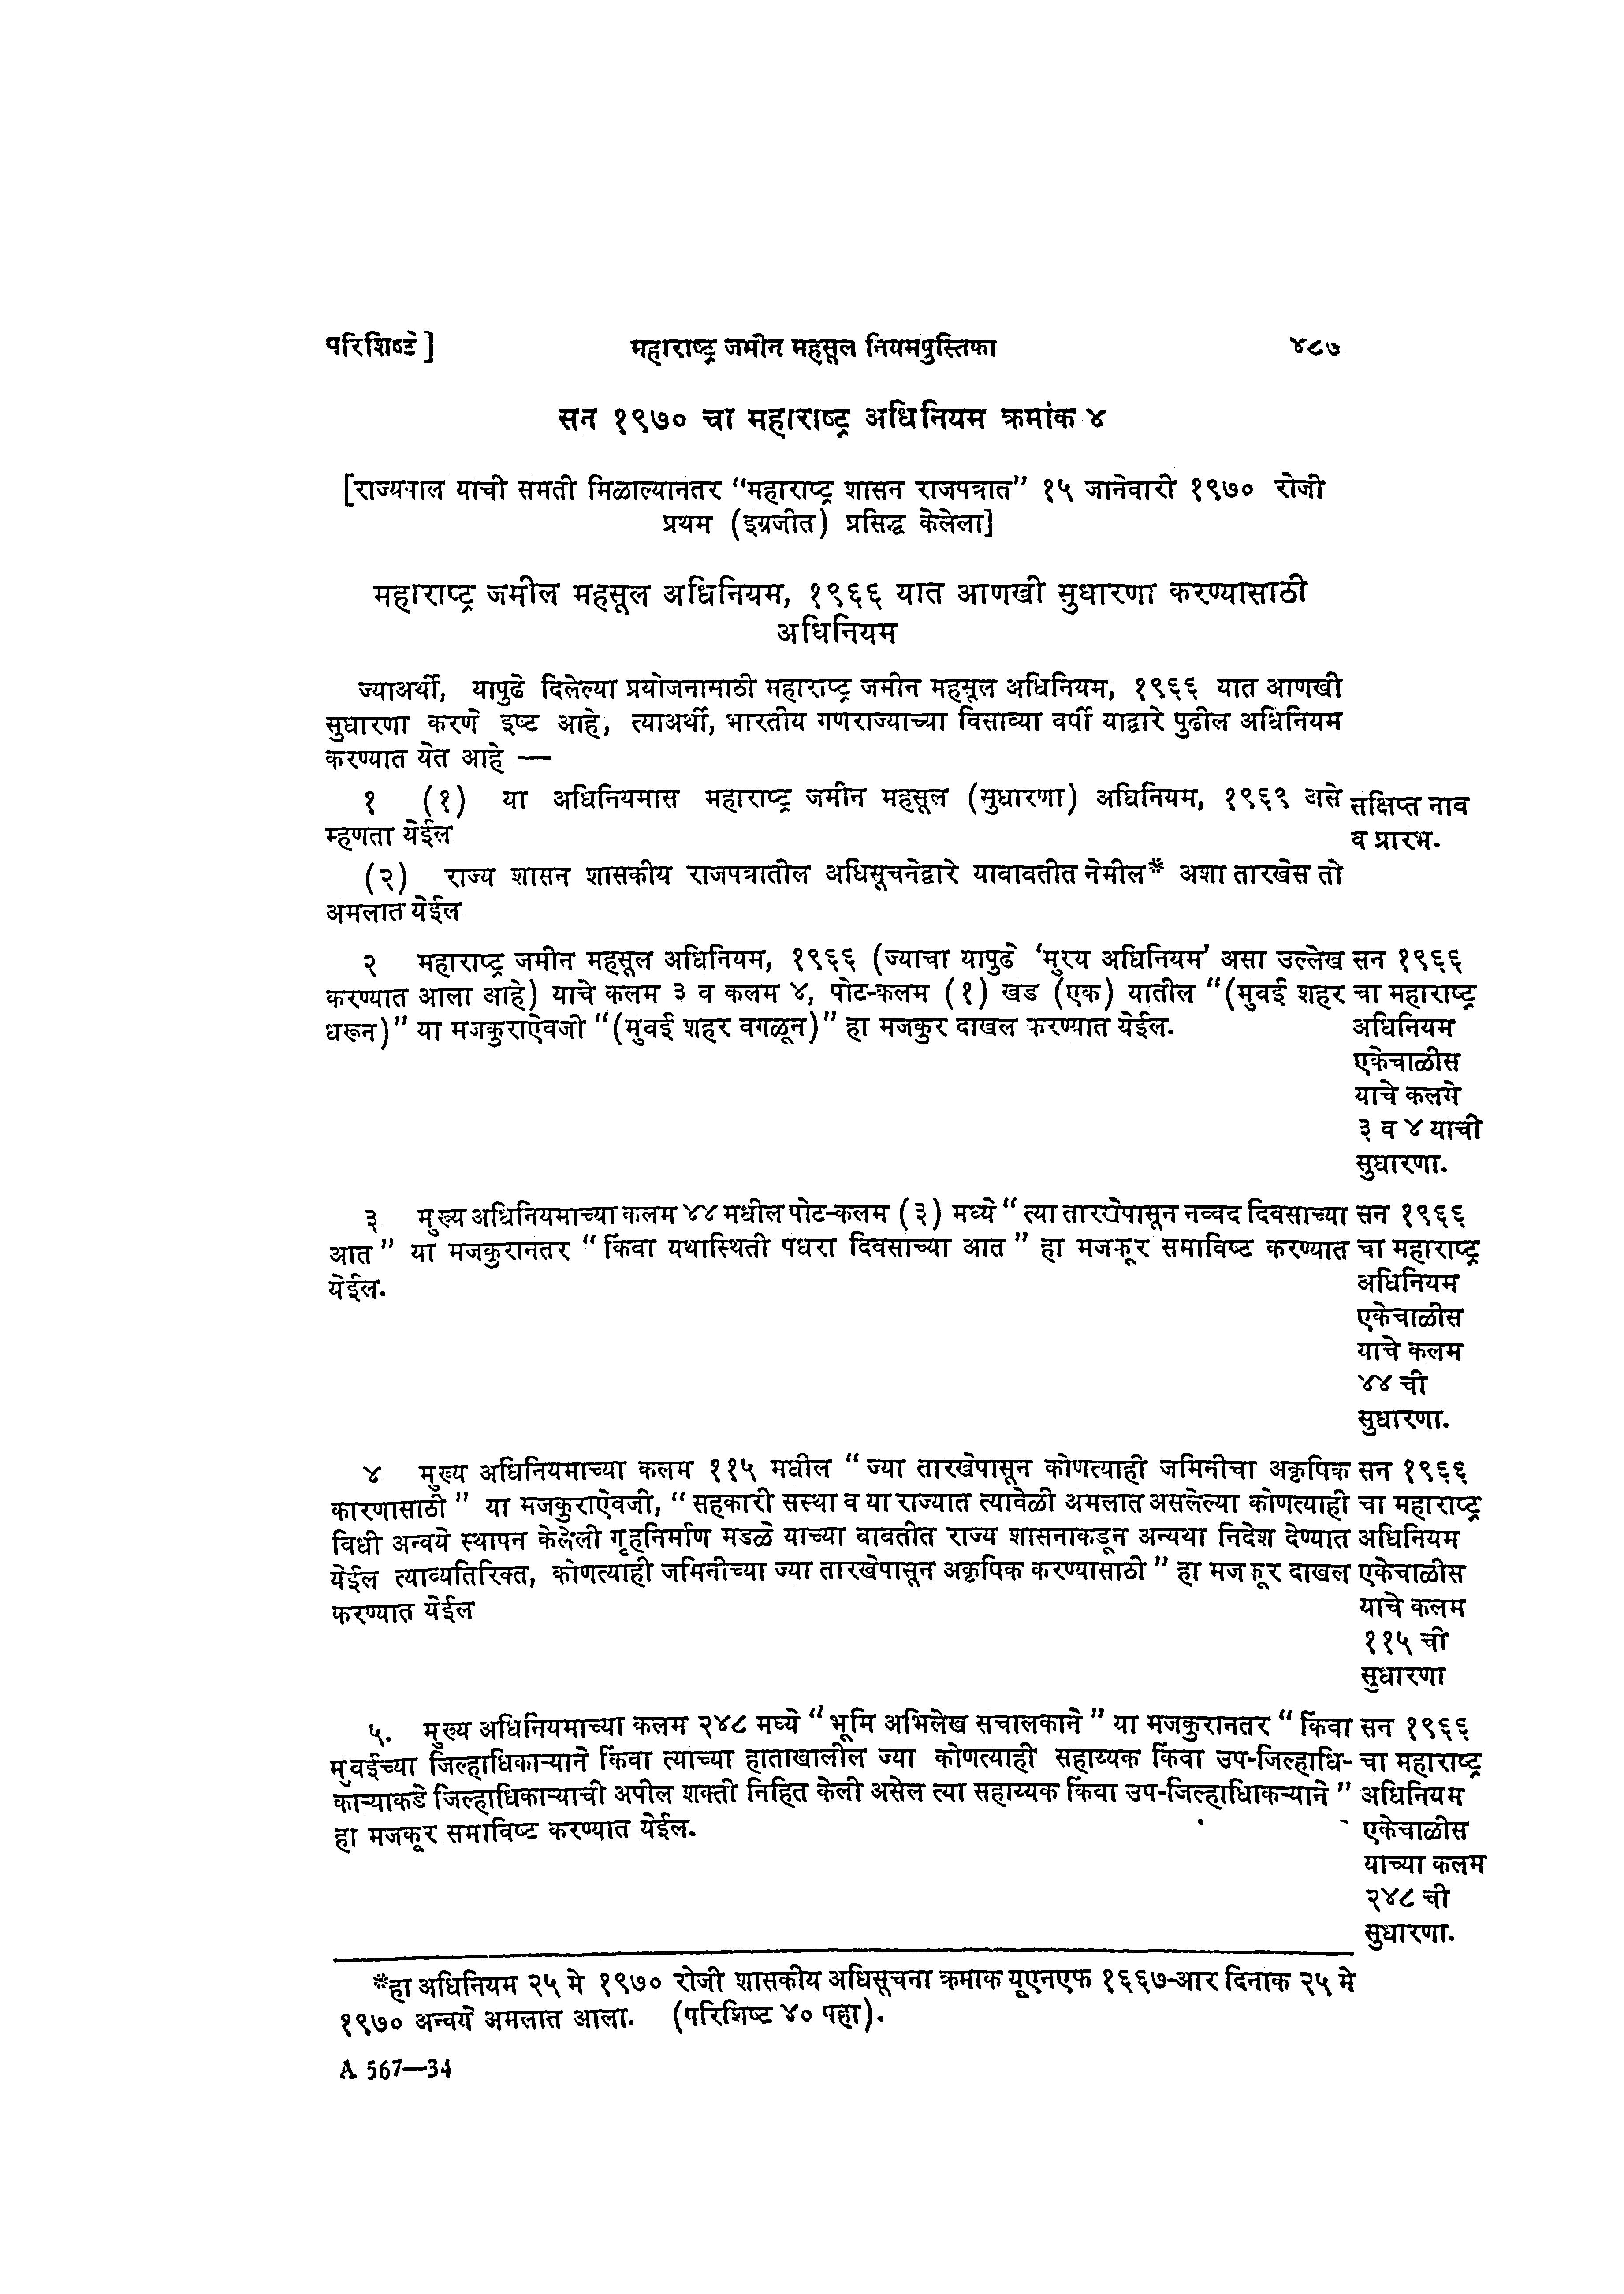 परिशिष्टे]
महाराष्ट्र जमीन महसूल नियमपुस्तिका
४८७
सन १९७० चा महाराष्ट्र अधिनियम क्रमांक ४
[राज्यपाल याची समती मिळाल्यानतर “महाराष्ट्र शासन राजपत्रात” १५ जानेवारी १९७० रोजी
प्रथम (इग्रजीत) प्रसिद्ध केलेला]
महाराष्ट्र जमील महसूल अधिनियम, १९६६ यात आणखी सुधारणा करण्यासाठी
अधिनियम
ज्याअर्थी, यापुढे दिलेल्या प्रयोजनामाठी महाराष्ट्र जमीन महसूल अधिनियम, १९६६ यात आणखी
सुधारणा करणे इष्ट आहे, त्याअर्थी, भारतीय गणराज्याच्या विसाव्या वर्षी याद्वारे पुढील अधिनियम
करण्यात येत आहे —
१ (१) या अधिनियमास महाराष्ट्र जमीन महसूल (सुधारणा) अधिनियम, १९६९ असे
म्हणता येईल
सक्षिप्त नाव
व प्रारभ.
(२) राज्य शासन शासकीय राजपत्रातील अधिसूचनेद्वारे यावावतीत नेमील* अशा तारखेस तो
अमलात येईल
२ महाराष्ट्र जमीन महसूल अधिनियम, १९६६ (ज्याचा यापुढे ‘मुरय अधिनियम’ असा उल्लेख
करण्यात आला आहे) याचे कलम ३ व कलम ४, पोट-कलम (१) खड (एक) यातील “(मुवई शहर
धरून)” या मजकुराऐवजी “(मुवई शहर वगळून)” हा मजकुर दाखल करण्यात येईल.
सन १९६६
चा महाराष्ट्र
अधिनियम
एकेचाळीस
याचे कलमे
३ व ४ याची
सुधारणा.
३ मुख्य अधिनियमाच्या कलम ४४ मधील पोट-कलम (३) मध्ये “ त्या तारखेपासून नव्वद दिवसाच्या
आत ” या मजकुरानतर “ किंवा यथास्थिती पधरा दिवसाच्या आत ” हा मजकूर समाविष्ट करण्यात
येईल.
सन १९६६
चा महाराष्ट्र
अधिनियम
एकेचाळीस
याचे कलम
४४ ची
सुधारणा.
४ मुख्य अधिनियमाच्या कलम ११५ मधील “ ज्या तारखेपासून कोणत्याही जमिनीचा अकृषिक
कारणासाठी ” या मजकुराऐवजी, “ सहकारी सस्था व या राज्यात त्यावेळी अमलात असलेल्या कोणत्याही
विधी अन्वये स्थापन केलेली गृहनिर्माण मडळे याच्या वावतीत राज्य शासनाकडून अन्यथा निदेश देण्यात
येईल त्याव्यतिरिक्त, कोणत्याही जमिनीच्या ज्या तारखेपासून अकृषिक करण्यासाठी ” हा मजकूर दाखल
करण्यात येईल
सन १९६६
चा महाराष्ट्र
अधिनियम
एकेचाळीस
याचे कलम
११५ ची
सुधारणा
५. मुख्य अधिनियमाच्या कलम २४८ मध्ये “ भूमि अभिलेख सचालकाने ” या मजकुरानतर “ किंवा
मुवईच्या जिल्हाधिकाऱ्याने किंवा त्याच्या हाताखालील ज्या कोणत्याही सहाय्यक किंवा उप-जिल्हाधि-
काऱ्याकडे जिल्हाधिकाऱ्याची अपील शक्ती निहित केली असेल त्या सहाय्यक किंवा उप-जिल्हाधिाकऱ्याने ”
हा मजकूर समाविष्ट करण्यात येईल.
सन १९६६
चा महाराष्ट्र
अधिनियम
एकेचाळीस
याच्या कलम
२४८ ची
सुधारणा.
*हा अधिनियम २५ मे १९७० रोजी शासकीय अधिसूचना क्रमाक यूएनएफ १६६७-आर दिनाक २५ मे
१९७० अन्वये अमलात आला. (परिशिष्ट ४० पहा).
A 567—34